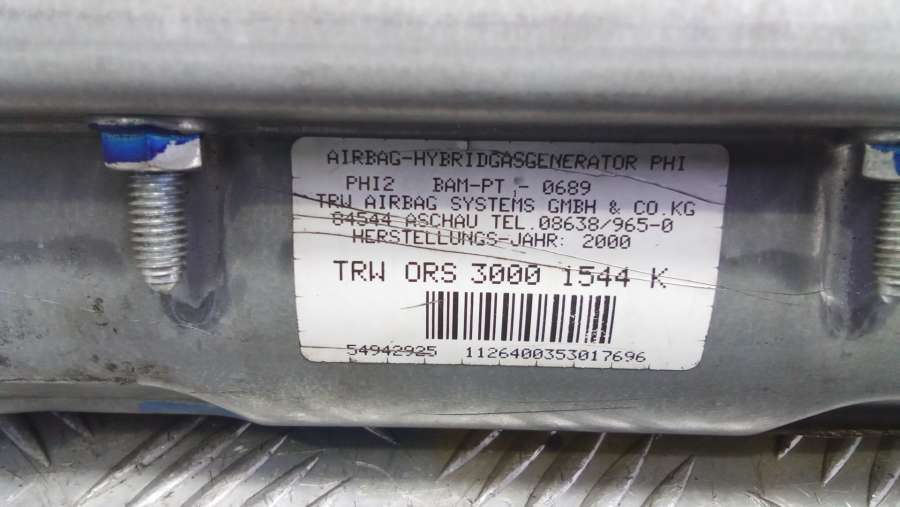 AIRBAG-HYBRIDGASGENERATOR PHI
PHI2 BAM-PT - 0689
TRW AIRBAG SYSTEMS GMBH & CO.KG
84544 ASCHAU TEL.08638/965-0
HERSTELLUNGS-JAHR: 2000
TRW ORS 3000 1544 K
54942925 1126400353017696